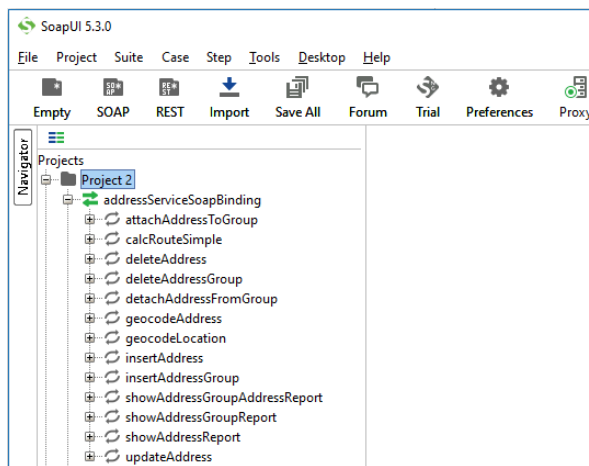 SoapUI 5.3.0
File Project Suite Case Step Tools Desktop Help
Empty SOAP REST Import Save All Forum Trial Preferences Proxy
Navigator
Projects
Project 2
addressServiceSoapBinding
attachAddressToGroup
calcRouteSimple
deleteAddress
deleteAddressGroup
detachAddressFromGroup
geocodeAddress
geocodeLocation
insertAddress
insertAddressGroup
showAddressGroupAddressReport
showAddressGroupReport
showAddressReport
updateAddress